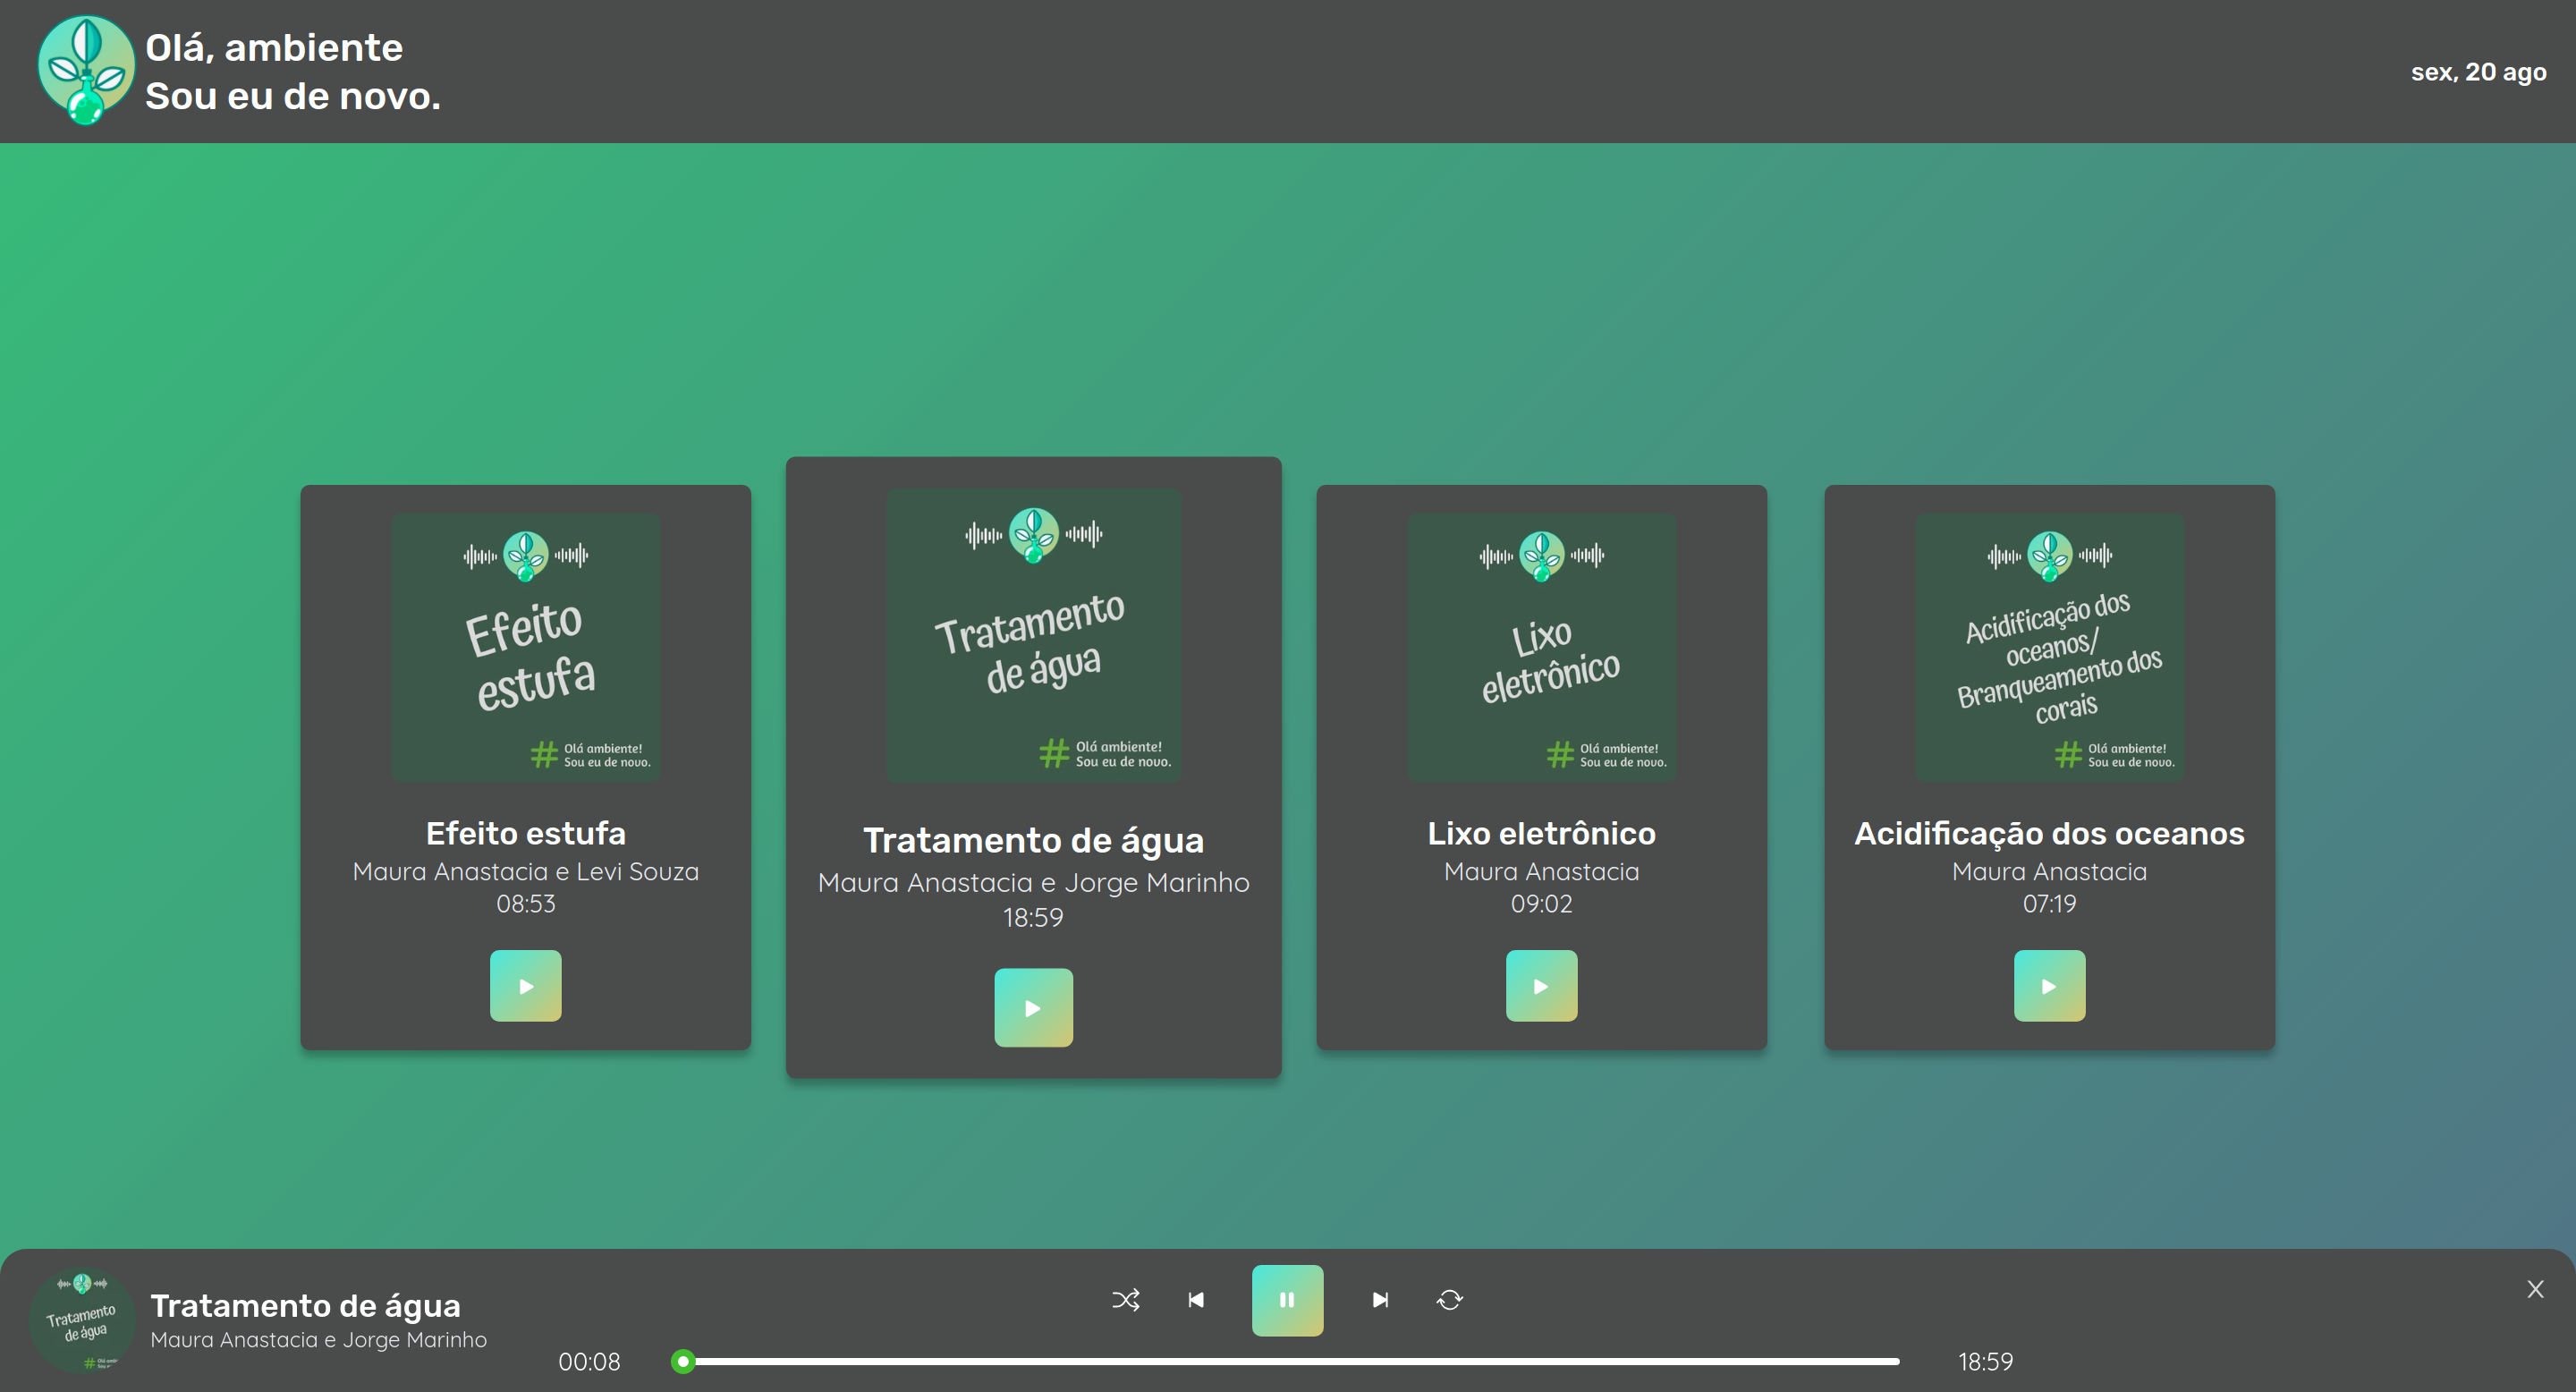 Olá, ambiente
Sou eu de novo.
sex, 20 ago
Efeito
estufa
# Olá ambiente!
Sou eu de novo.
Efeito estufa
Maura Anastacia e Levi Souza
08:53
Tratamento
de água
# Olá ambiente!
Sou eu de novo.
Tratamento de água
Maura Anastacia e Jorge Marinho
18:59
Lixo
eletrônico
# Olá ambiente!
Sou eu de novo.
Lixo eletrônico
Maura Anastacia
09:02
Acidificação dos
oceanos/
Branqueamento dos
corais
# Olá ambiente!
Sou eu de novo.
Acidificação dos oceanos
Maura Anastacia
07:19
Tratamento
de água
#
Tratamento de água
Maura Anastacia e Jorge Marinho
00:08
18:59
X